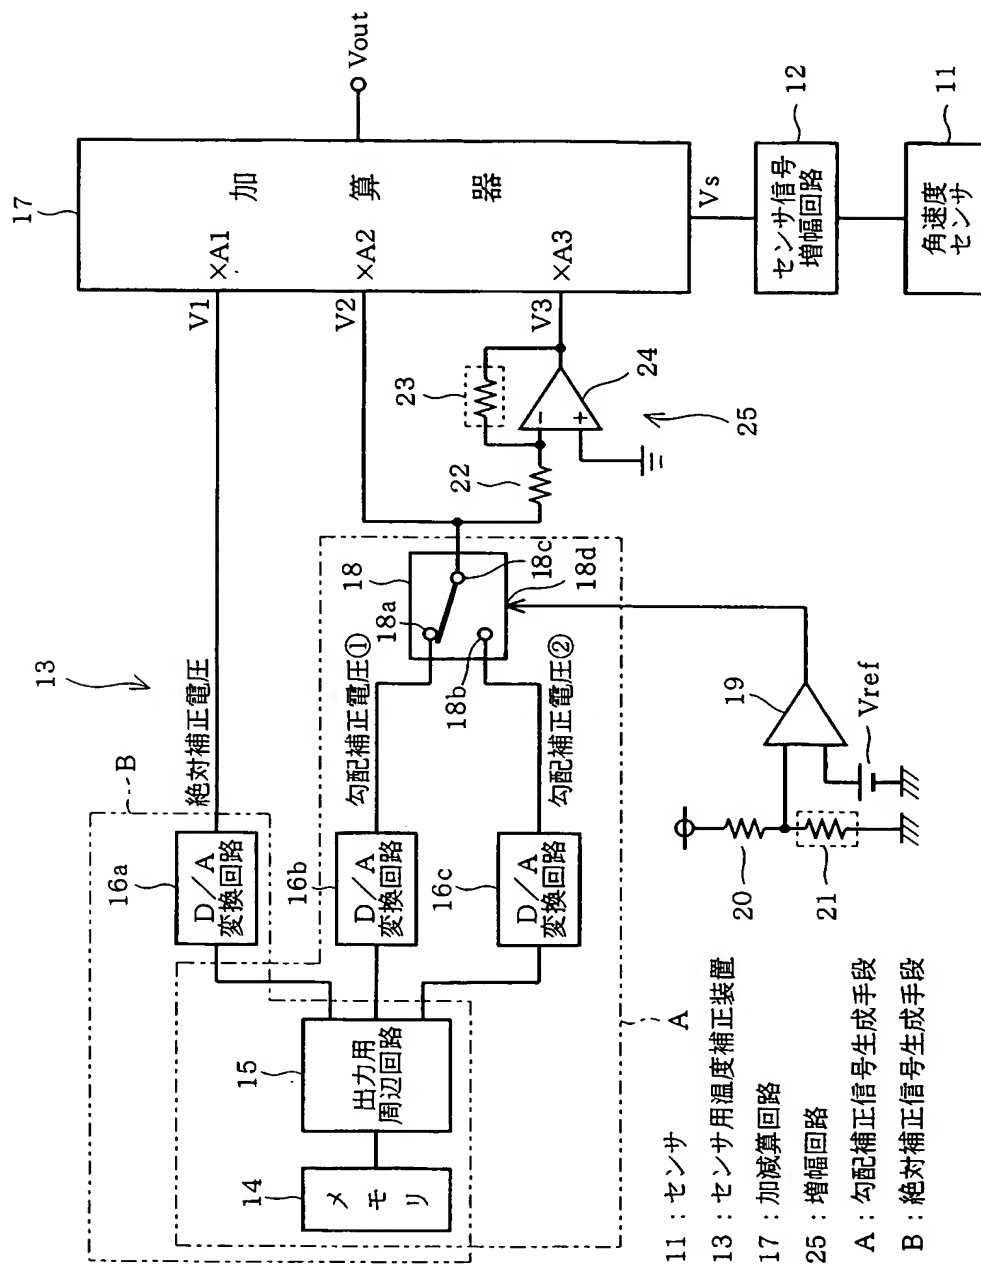 13
B
A
14
メモリ
15
出力用
周辺回路
16a
D/A
変換回路
16b
D/A
変換回路
16c
D/A
変換回路
絶対補正電圧
勾配補正電圧①
勾配補正電圧②
18
18a
18b
18c
18d
19
Vref
20
21
22
23
24
25
V1
V2
V3
17
×A1
×A2
×A3
加算器
Vout
Vs
12
センサ信号
増幅回路
11
角速度
センサ
-
+
11:センサ
13:センサ用温度補正装置
17:加減算回路
25:増幅回路
A:勾配補正信号生成手段
B:絶対補正信号生成手段